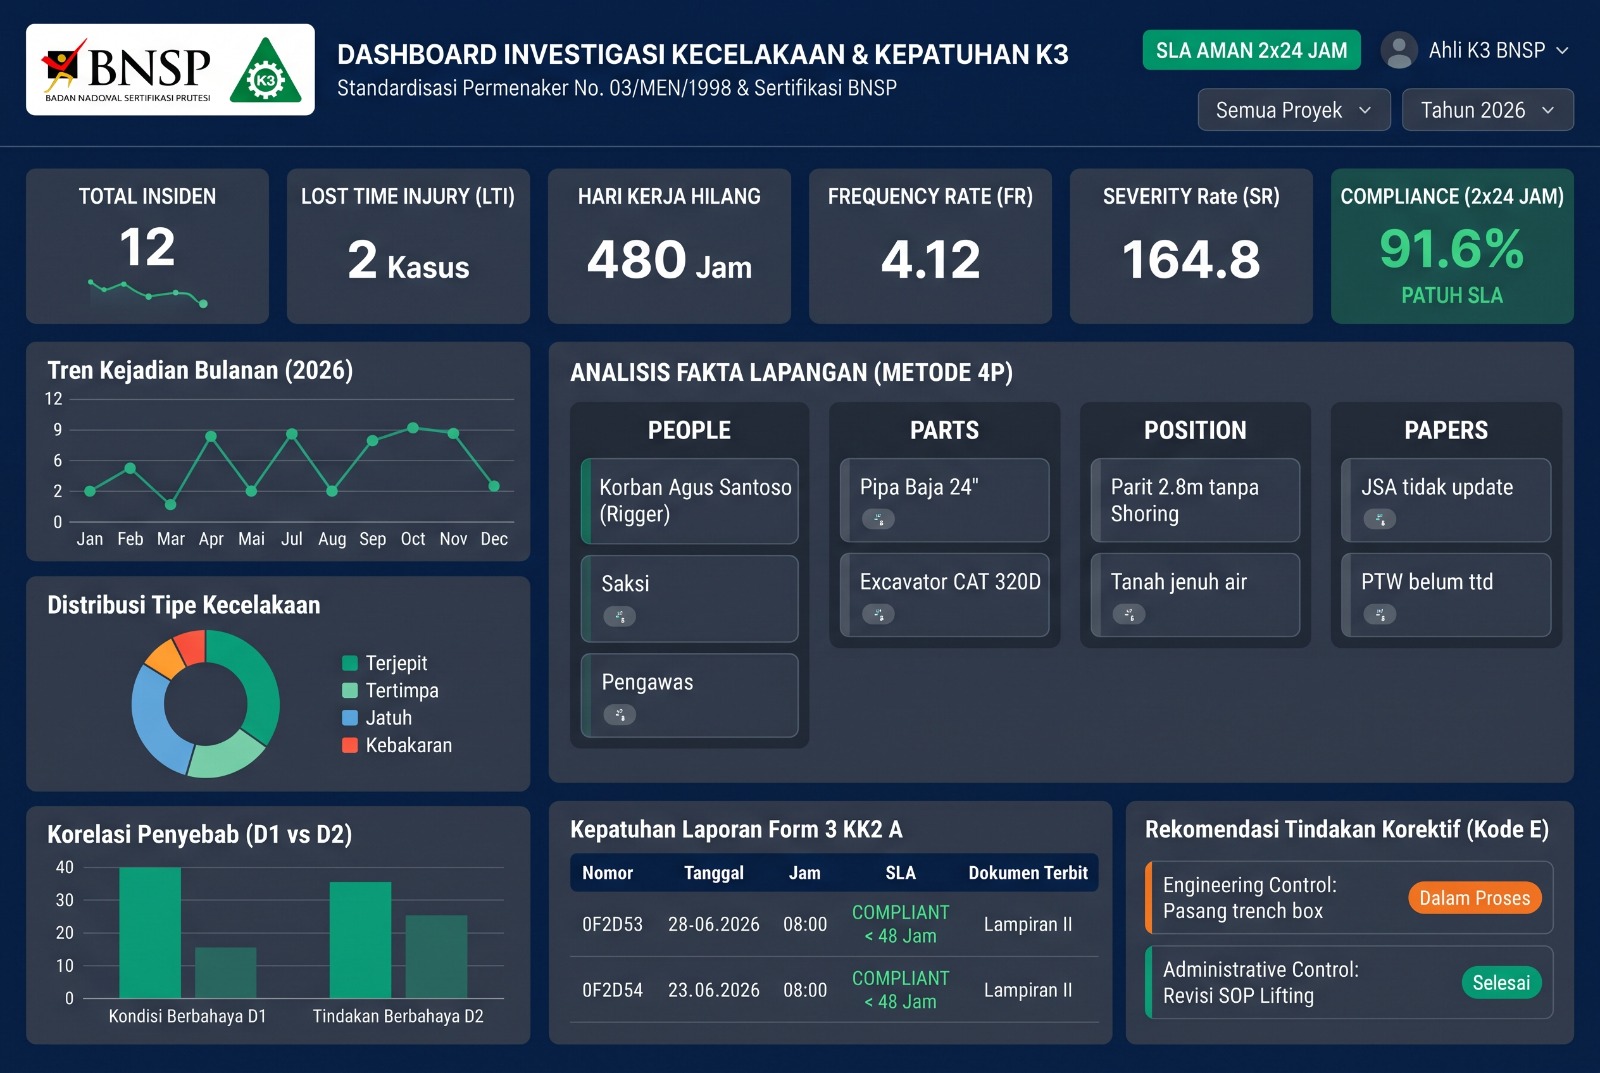 BNSP
BADAN NADOVAL SERTIFIKASI PRUTESI
K3
DASHBOARD INVESTIGASI KECELAKAAN & KEPATUHAN K3
Standardisasi Permenaker No. 03/MEN/1998 & Sertifikasi BNSP
SLA AMAN 2x24 JAM
Ahli K3 BNSP
Semua Proyek
Tahun 2026
TOTAL INSIDEN
12
LOST TIME INJURY (LTI)
2 Kasus
HARI KERJA HILANG
480 Jam
FREQUENCY RATE (FR)
4.12
SEVERITY Rate (SR)
164.8
COMPLIANCE (2x24 JAM)
91.6%
PATUH SLA
Tren Kejadian Bulanan (2026)
12
9
6
2
0
Jan Feb Mar Apr Mai Jul Aug Sep Oct Nov Dec
Distribusi Tipe Kecelakaan
Terjepit
Tertimpa
Jatuh
Kebakaran
Korelasi Penyebab (D1 vs D2)
40
30
20
10
0
Kondisi Berbahaya D1 Tindakan Berbahaya D2
ANALISIS FAKTA LAPANGAN (METODE 4P)
PEOPLE
Korban Agus Santoso
(Rigger)
Saksi
Pengawas
PARTS
Pipa Baja 24"
Excavator CAT 320D
POSITION
Parit 2.8m tanpa
Shoring
Tanah jenuh air
PAPERS
JSA tidak update
PTW belum ttd
Kepatuhan Laporan Form 3 KK2 A
Nomor Tanggal Jam SLA Dokumen Terbit
0F2D53 28-06.2026 08:00 COMPLIANT < 48 Jam Lampiran II
0F2D54 23.06.2026 08:00 COMPLIANT < 48 Jam Lampiran II
Rekomendasi Tindakan Korektif (Kode E)
Engineering Control:
Pasang trench box
Dalam Proses
Administrative Control:
Revisi SOP Lifting
Selesai